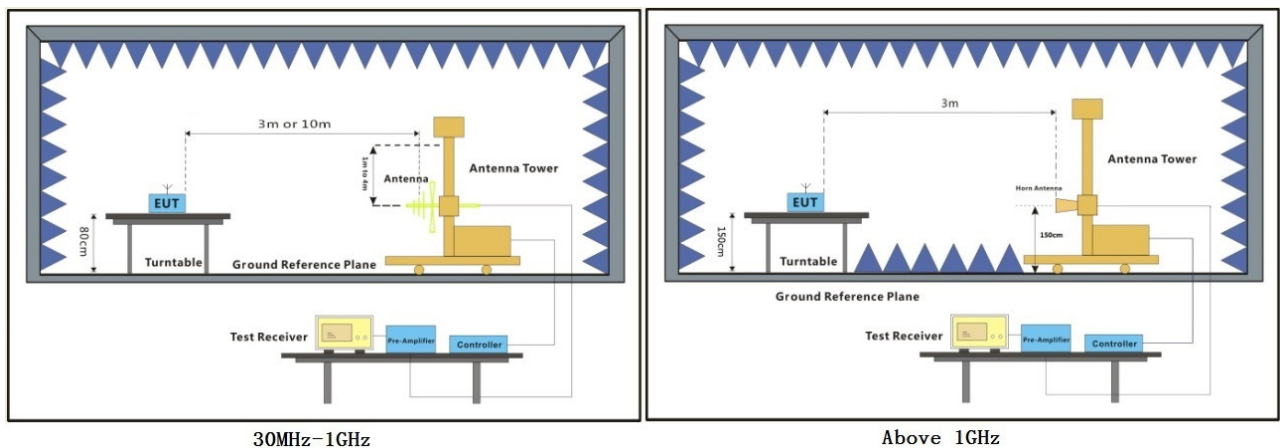 3m or 10m
1m to 4m
Antenna
Antenna Tower
EUT
80cm
Turntable
Ground Reference Plane
Test Receiver
Pre-Amplifier
Controller
30MHz-1GHz
3m
Antenna Tower
Horn Antenna
EUT
150cm
150cm
Turntable
Ground Reference Plane
Test Receiver
Pre-Amplifier
Controller
Above 1GHz